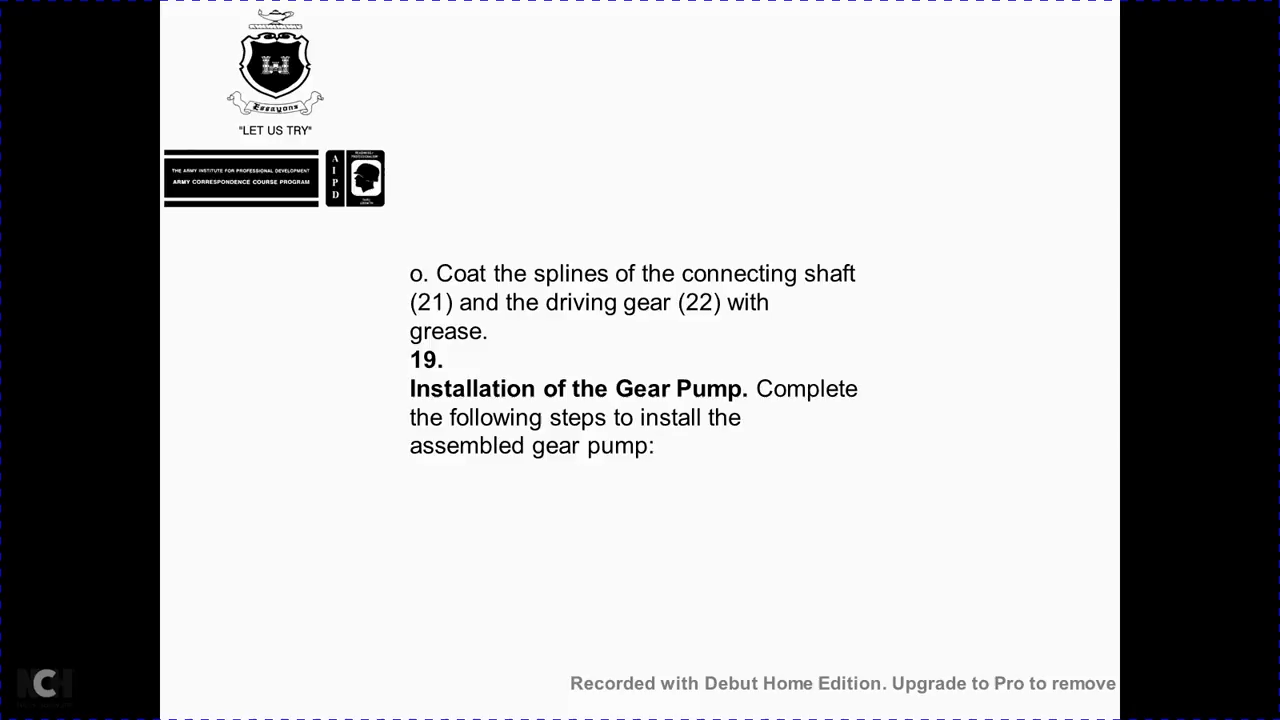 Essayons
"LET US TRY"
THE ARMY INSTITUTE FOR PROFESSIONAL DEVELOPMENT
ARMY CORRESPONDENCE COURSE PROGRAM
A
I
P
D
o. Coat the splines of the connecting shaft
(21) and the driving gear (22) with
grease.
19.
Installation of the Gear Pump. Complete
the following steps to install the
assembled gear pump:
NCH
Recorded with Debut Home Edition. Upgrade to Pro to remove